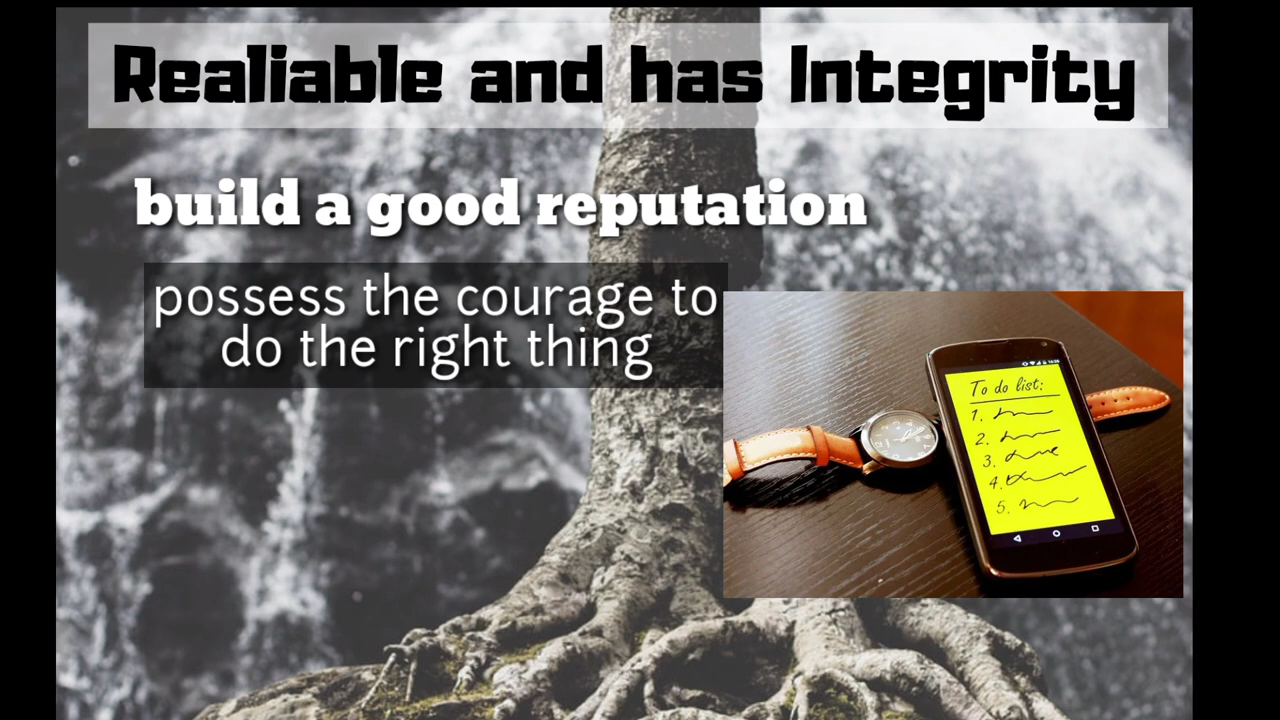 Realiable and has Integrity
build a good reputation
possess the courage to
do the right thing
To do list:
1.
2.
3.
4.
5.